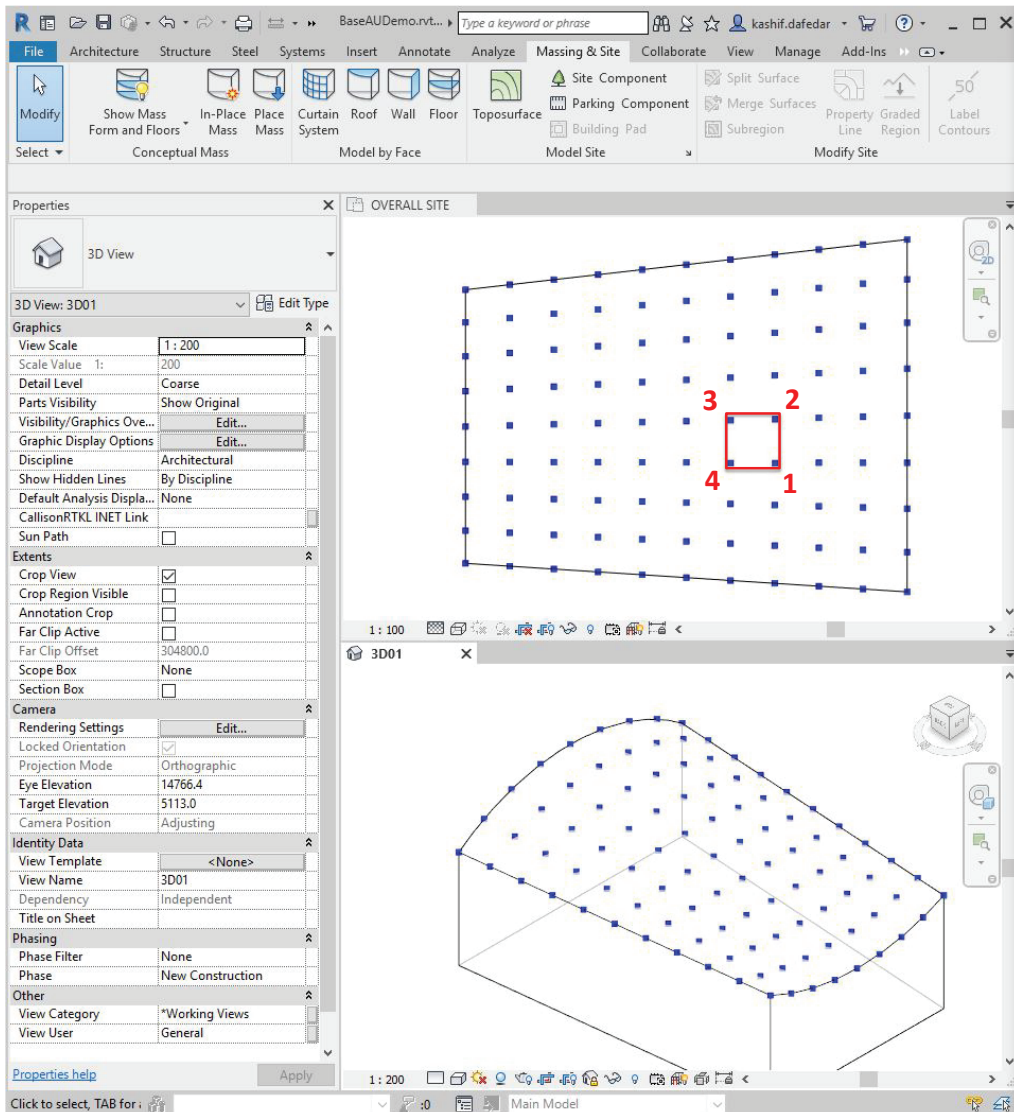 BaseAUDemo.rvt... Type a keyword or phrase kashif.dafedar
File Architecture Structure Steel Systems Insert Annotate Analyze Massing & Site Collaborate View Manage Add-Ins
Modify
Show Mass Form and Floors
In-Place Mass
Place Mass
Curtain System
Roof
Wall
Floor
Toposurface
Site Component
Parking Component
Building Pad
Split Surface
Merge Surfaces
Subregion
Property Line
Graded Region
50
Label Contours
Select Conceptual Mass Model by Face Model Site Modify Site
Properties
3D View
3D View: 3D01 Edit Type
Graphics
View Scale 1 : 200
Scale Value 1: 200
Detail Level Coarse
Parts Visibility Show Original
Visibility/Graphics Ove... Edit...
Graphic Display Options Edit...
Discipline Architectural
Show Hidden Lines By Discipline
Default Analysis Displa... None
CallisonRTKL INET Link
Sun Path
Extents
Crop View
Crop Region Visible
Annotation Crop
Far Clip Active
Far Clip Offset 304800.0
Scope Box None
Section Box
Camera
Rendering Settings Edit...
Locked Orientation
Projection Mode Orthographic
Eye Elevation 14766.4
Target Elevation 5113.0
Camera Position Adjusting
Identity Data
View Template <None>
View Name 3D01
Dependency Independent
Title on Sheet
Phasing
Phase Filter None
Phase New Construction
Other
View Category *Working Views
View User General
Properties help Apply
OVERALL SITE
2D
3 2
4 1
1 : 100
3D01
1 : 200
Click to select, TAB for :0 Main Model